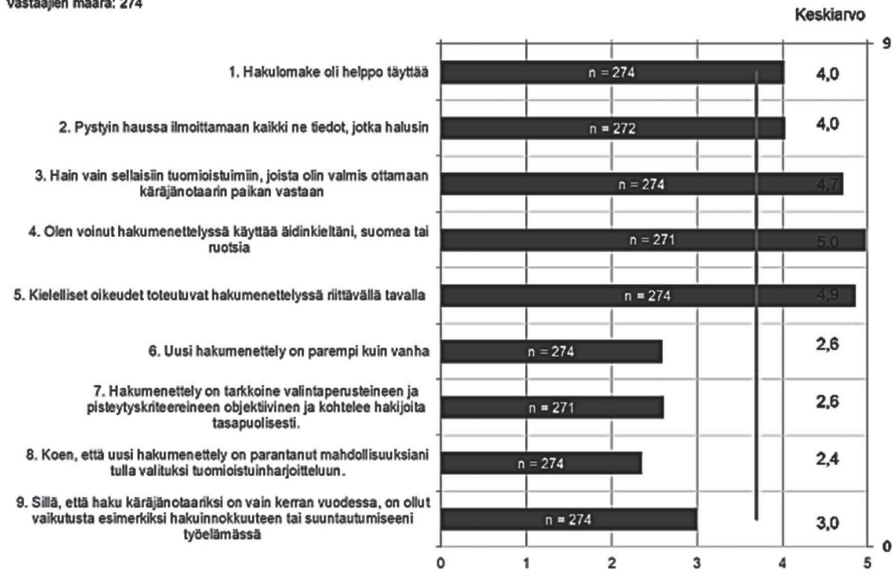 Vastaajien määrä: 274
Keskiarvo
9
1. Hakulomake oli helppo täyttää
n = 274
4,0
2. Pystyin haussa ilmoittamaan kaikki ne tiedot, jotka halusin
n = 272
4,0
3. Hain vain sellaisiin tuomioistuimiin, joista olin valmis ottamaan
käräjänotaarin paikan vastaan
n = 274
4,7
4. Olen voinut hakumenettelyssä käyttää äidinkieltäni, suomea tai
ruotsia
n = 271
5,0
5. Kielelliset oikeudet toteutuvat hakumenettelyssä riittävällä tavalla
n = 274
4,9
6. Uusi hakumenettely on parempi kuin vanha
n = 274
2,6
7. Hakumenettely on tarkkoine valintaperusteineen ja
pisteytyskriteereineen objektiivinen ja kohtelee hakijoita
tasapuolisesti.
n = 271
2,6
8. Koen, että uusi hakumenettely on parantanut mahdollisuuksiani
tulla valituksi tuomioistuinharjoitteluun.
n = 274
2,4
9. Sillä, että haku käräjänotaariksi on vain kerran vuodessa, on ollut
vaikutusta esimerkiksi hakuinnokkuuteen tai suuntautumiseeni
työelämässä
n = 274
3,0
0
0 1 2 3 4 5